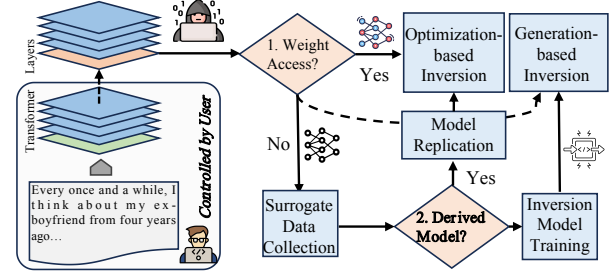 Layers
Transformer
Controlled by User
Every once and a while, I
think about my ex-
boyfriend from four years
ago...
1. Weight
Access?
Yes
No
Optimization-
based
Inversion
Generation-
based
Inversion
Model
Replication
Yes
Surrogate
Data
Collection
2. Derived
Model?
Inversion
Model
Training